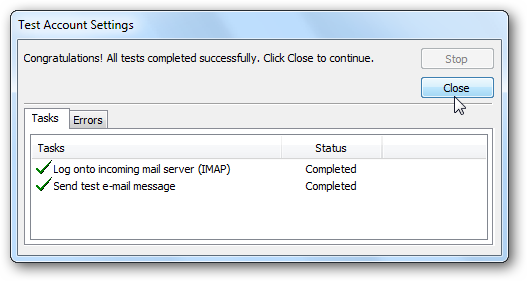 Test Account Settings
Congratulations! All tests completed successfully. Click Close to continue.
Stop
Close
Tasks
Errors
Tasks Status
Log onto incoming mail server (IMAP) Completed
Send test e-mail message Completed